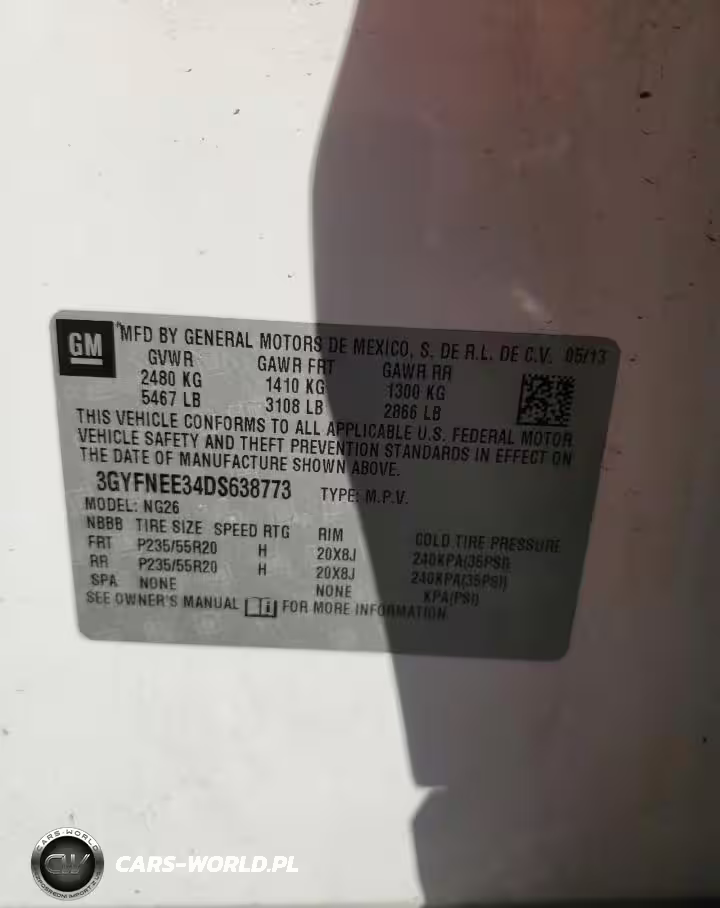 GM
*MFD BY GENERAL MOTORS DE MEXICO, S. DE R.L. DE C.V. 05/13
GVWR GAWR FRT GAWR RR
2480 KG 1410 KG 1300 KG
5467 LB 3108 LB 2866 LB
THIS VEHICLE CONFORMS TO ALL APPLICABLE U.S. FEDERAL MOTOR
VEHICLE SAFETY AND THEFT PREVENTION STANDARDS IN EFFECT ON
THE DATE OF MANUFACTURE SHOWN ABOVE.
3GYFNEE34DS638773 TYPE: M.P.V.
MODEL: NG26
NBBB TIRE SIZE SPEED RTG RIM COLD TIRE PRESSURE
FRT P235/55R20 H 20X8J 240KPA(35PSI)
RR P235/55R20 H 20X8J 240KPA(35PSI)
SPA NONE NONE KPA(PSI)
SEE OWNER'S MANUAL FOR MORE INFORMATION
CARS-WORLD
CW
CARS-WORLD.PL